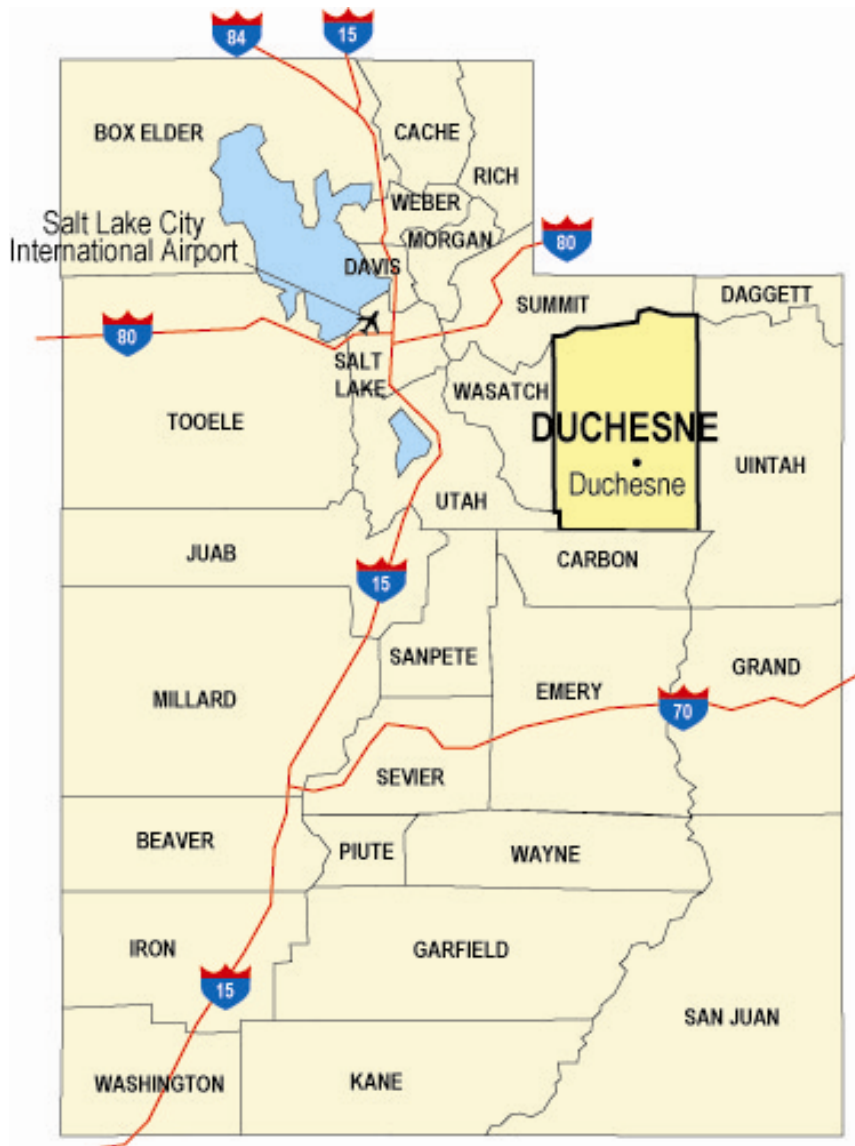 84
15
BOX ELDER
CACHE
RICH
WEBER
Salt Lake City
International Airport
MORGAN
80
DAVIS
DAGGETT
SUMMIT
80
SALT
LAKE
WASATCH
TOOELE
DUCHESNE
UINTAH
Duchesne
UTAH
JUAB
CARBON
15
SANPETE
GRAND
MILLARD
EMERY
70
SEVIER
BEAVER
PIUTE
WAYNE
IRON
GARFIELD
15
SAN JUAN
WASHINGTON
KANE